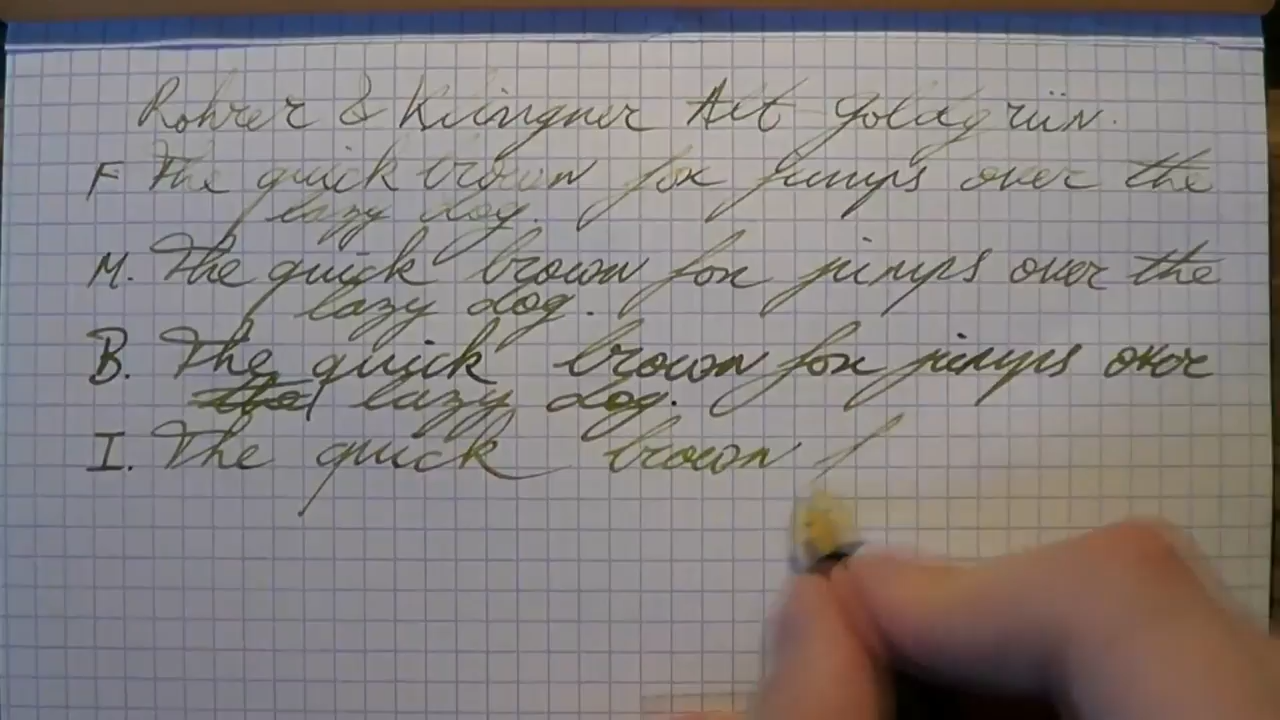 Rohrer & Klingner Alt Goldgrün.
F The quick brown fox jumps over the
lazy dog.
M. The quick brown fox jumps over the
lazy dog.
B. The quick brown fox jumps over
the lazy dog.
I. The quick brown f